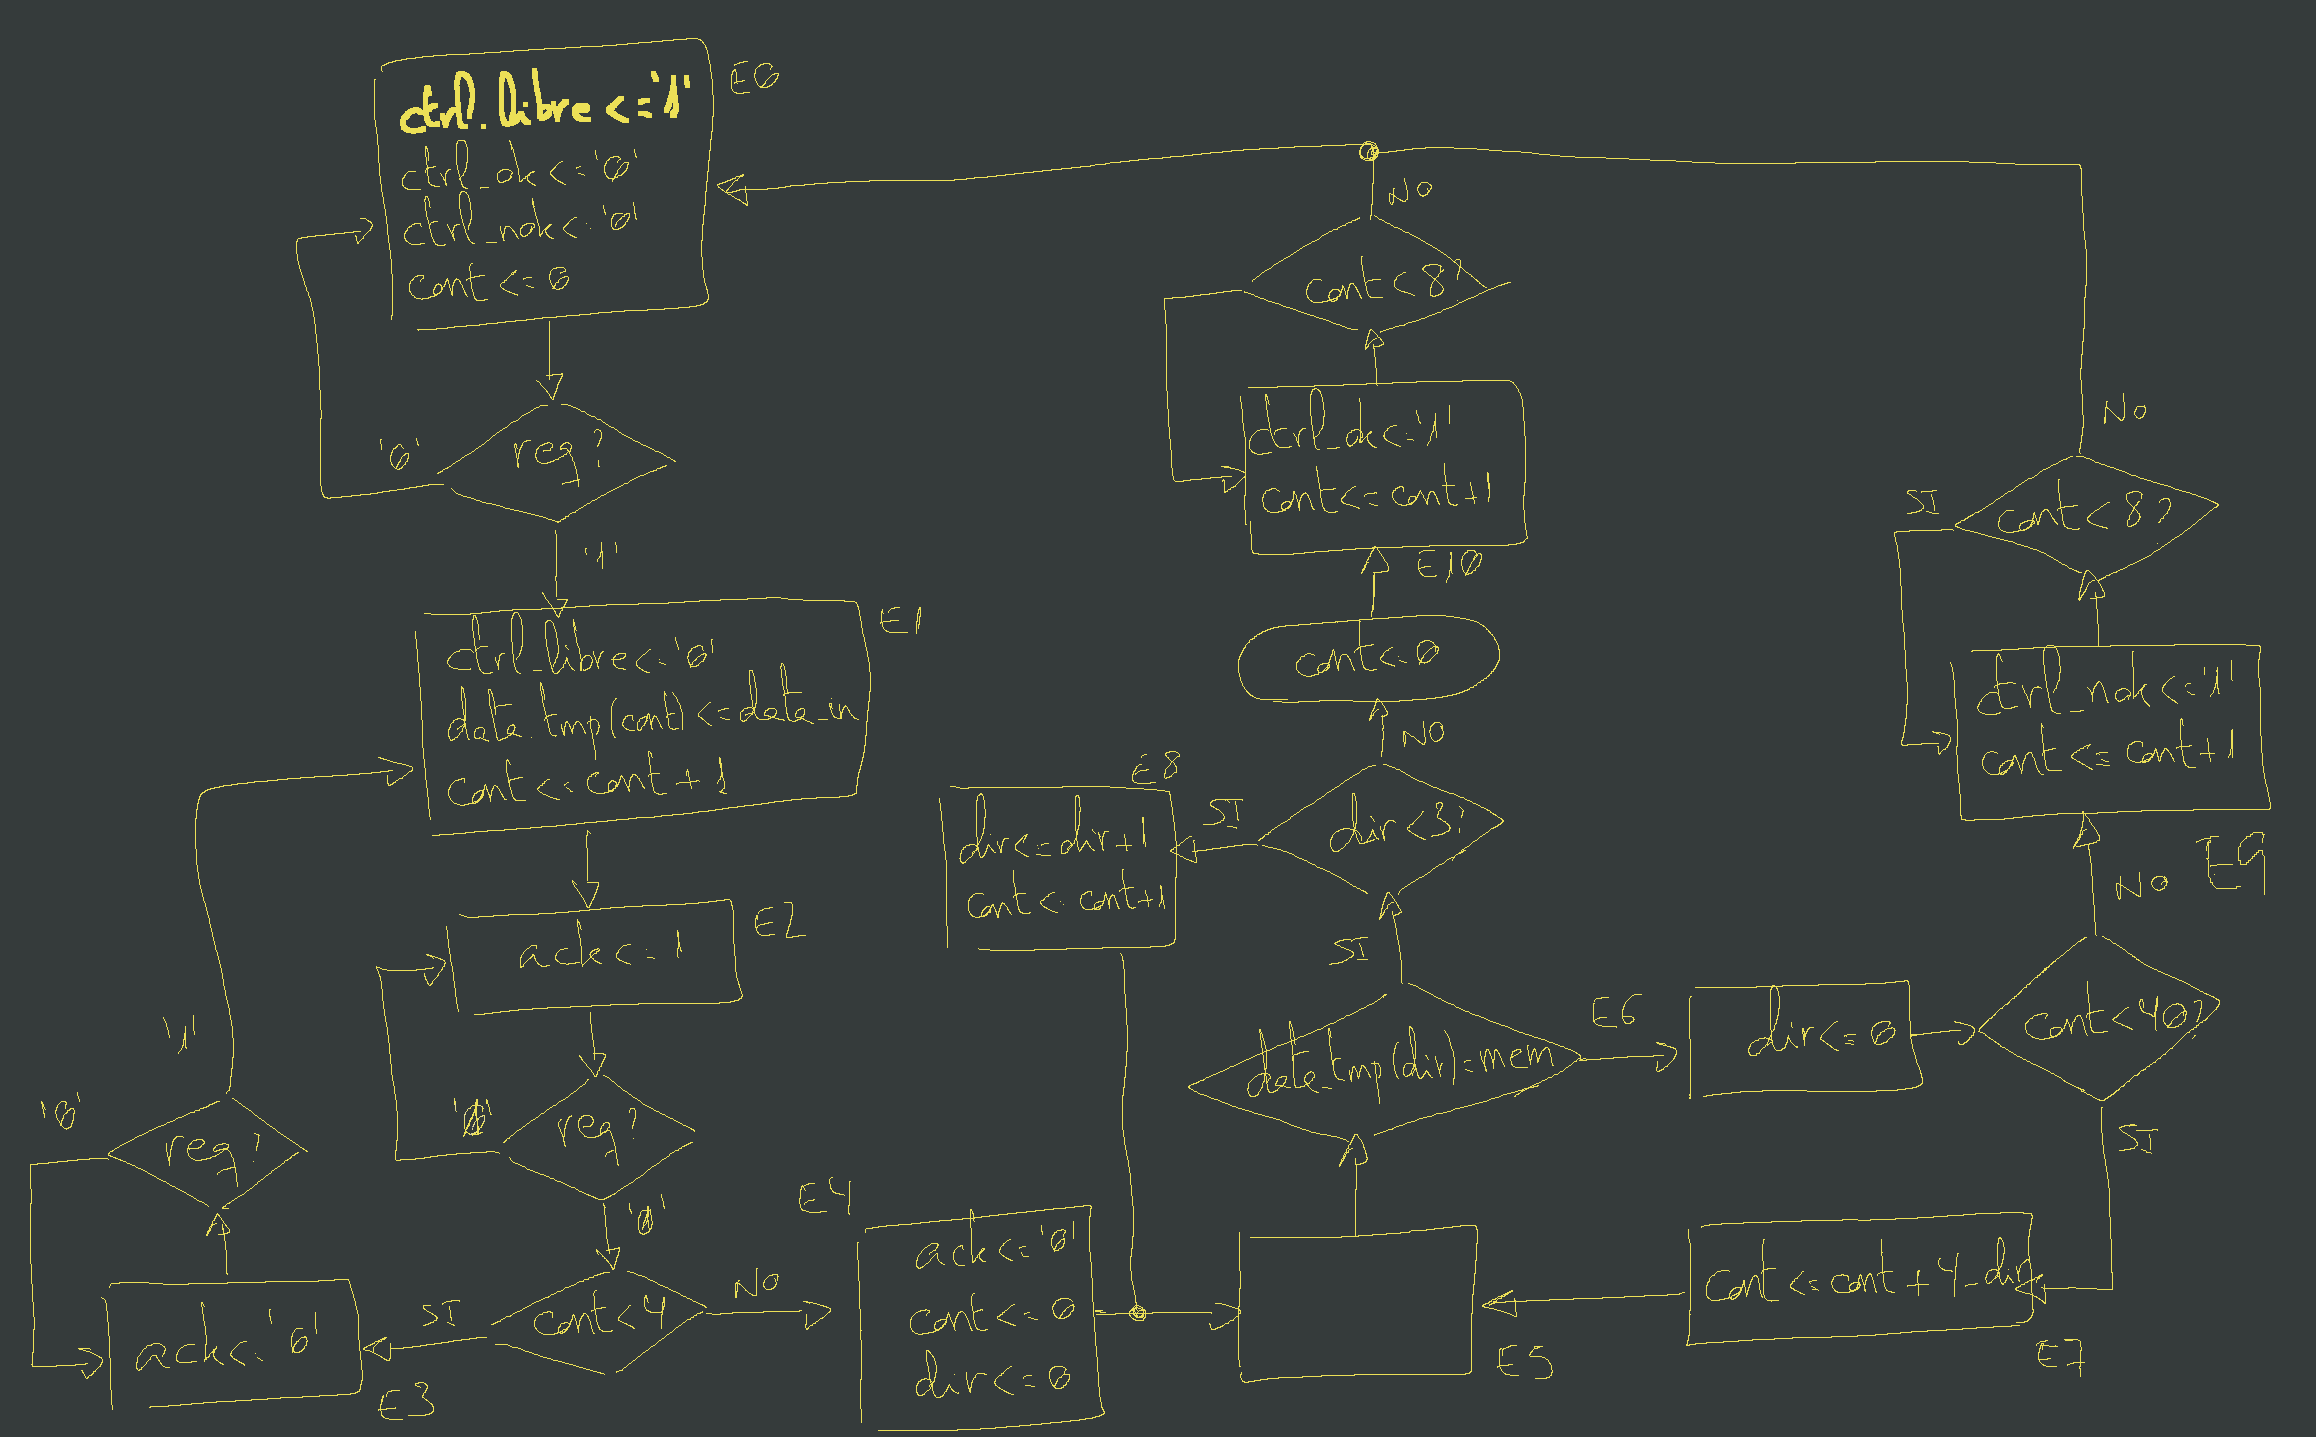 E0
ctrl.libre <= '1'
ctrl_ok <= '0'
ctrl_nok <= '0'
cont <= 0
req?
'0'
'1'
E1
ctrl_libre <= '0'
data_tmp(cont) <= data_in
cont <= cont + 1
E2
ack <= 1
req?
cont < 4
SI
NO
E3
ack <= '0'
req?
'0'
'1'
E4
ack <= '0'
cont <= 0
dir <= 0
E5
data_tmp(dir) = mem
SI
dir < 3?
SI
NO
E8
dir <= dir + 1
cont <= cont + 1
cont <= 0
E10
ctrl_ok <= '1'
cont <= cont + 1
cont < 8?
NO
E6
dir <= 0
cont < 40?
SI
NO
E7
cont <= cont + 4 - dir
E9
ctrl_nok <= '1'
cont <= cont + 1
cont < 8?
SI
NO